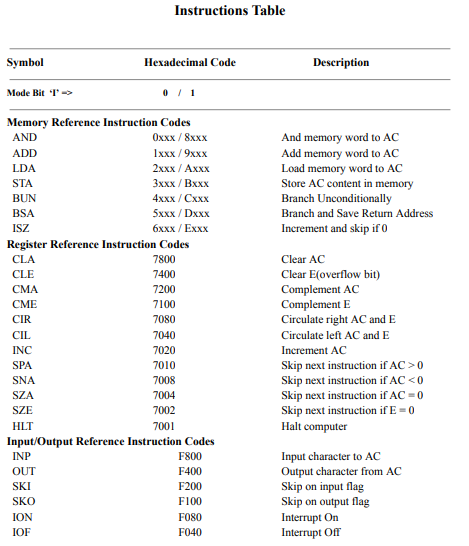 Instructions Table
Symbol Hexadecimal Code Description
Mode Bit ‘I’ => 0 / 1
Memory Reference Instruction Codes
AND 0xxx / 8xxx And memory word to AC
ADD 1xxx / 9xxx Add memory word to AC
LDA 2xxx / Axxx Load memory word to AC
STA 3xxx / Bxxx Store AC content in memory
BUN 4xxx / Cxxx Branch Unconditionally
BSA 5xxx / Dxxx Branch and Save Return Address
ISZ 6xxx / Exxx Increment and skip if 0
Register Reference Instruction Codes
CLA 7800 Clear AC
CLE 7400 Clear E(overflow bit)
CMA 7200 Complement AC
CME 7100 Complement E
CIR 7080 Circulate right AC and E
CIL 7040 Circulate left AC and E
INC 7020 Increment AC
SPA 7010 Skip next instruction if AC > 0
SNA 7008 Skip next instruction if AC < 0
SZA 7004 Skip next instruction if AC = 0
SZE 7002 Skip next instruction if E = 0
HLT 7001 Halt computer
Input/Output Reference Instruction Codes
INP F800 Input character to AC
OUT F400 Output character from AC
SKI F200 Skip on input flag
SKO F100 Skip on output flag
ION F080 Interrupt On
IOF F040 Interrupt Off